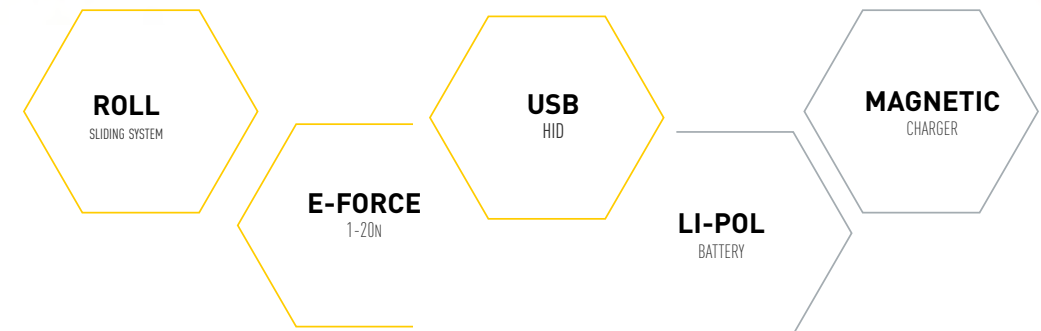 ROLL
SLIDING SYSTEM
E-FORCE
1-20N
USB
HID
LI-POL
BATTERY
MAGNETIC
CHARGER